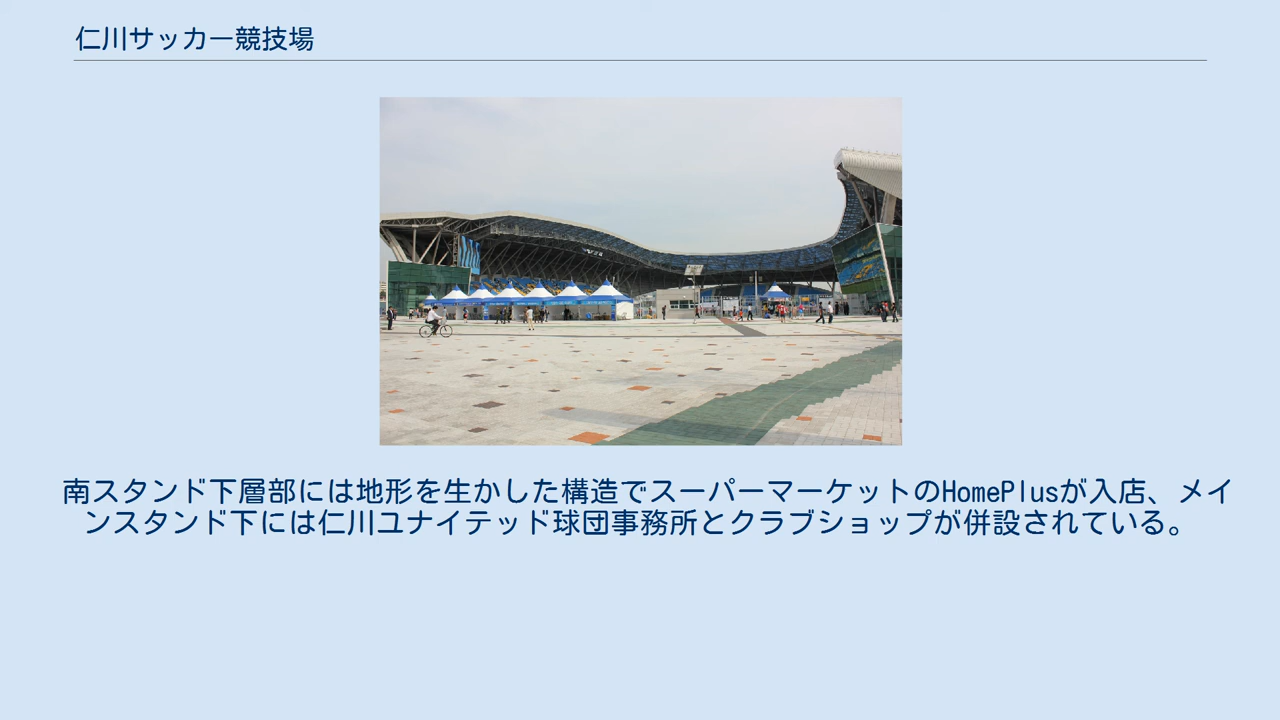 仁川サッカー競技場
南スタンド下層部には地形を生かした構造でスーパーマーケットのHomePlusが入店、メイ
ンスタンド下には仁川ユナイテッド球団事務所とクラブショップが併設されている。